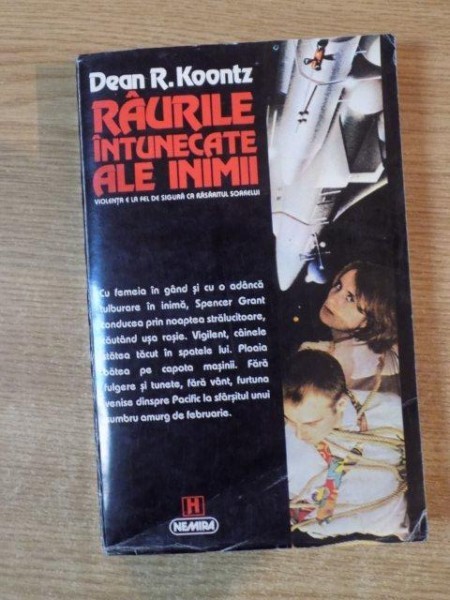 Dean R. Koontz
RÂURILE
ÎNTUNECATE
ALE INIMII
VIOLENȚA E LA FEL DE SIGURĂ CA RĂSĂRITUL SOARELUI
Cu femeia în gând și cu o adâncă
tulburare în inimă, Spencer Grant
conducea prin noaptea strălucitoare,
căutând ușa roșie. Vigilent, câinele
stătea tăcut în spatele lui. Ploaia
bătea pe capota mașinii. Fără
fulgere și tunete, fără vânt, furtuna
venise dinspre Pacific la sfârșitul unui
sumbru amurg de februarie.
H
NEMIRA